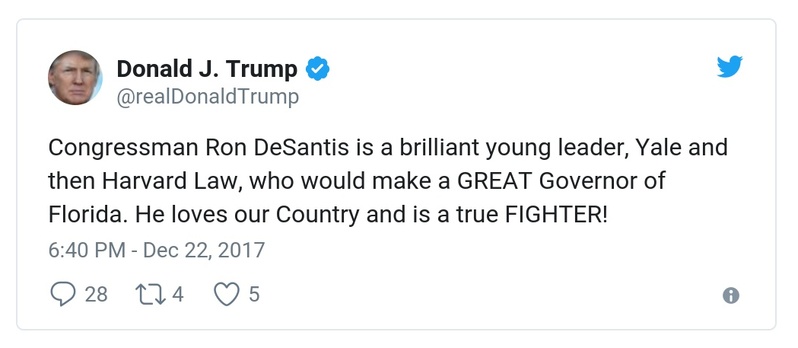 Donald J. Trump
@realDonaldTrump
Congressman Ron DeSantis is a brilliant young leader, Yale and
then Harvard Law, who would make a GREAT Governor of
Florida. He loves our Country and is a true FIGHTER!
6:40 PM - Dec 22, 2017
28 4 5